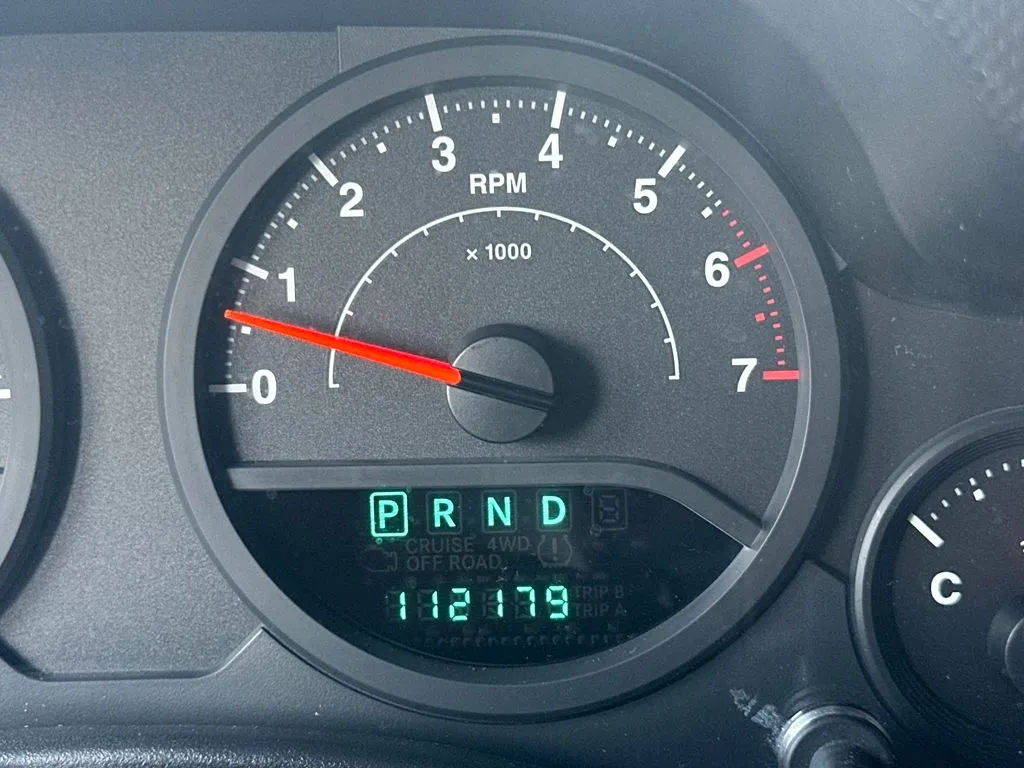 3 4
2 RPM 5
× 1000
1 6
0 7
P R N D
CRUISE 4WD
OFF ROAD
TRIP B
112179 TRIP A
C